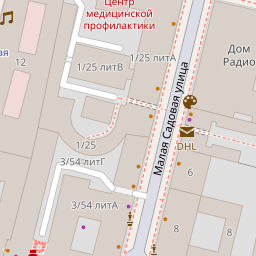 Центр
медицинской
профилактики
1/25 литВ
1/25 литА
Дом
Радио
ая
12
Малая Садовая улица
DHL
1/25
3/54 литГ
3/54 литА
6
8
8